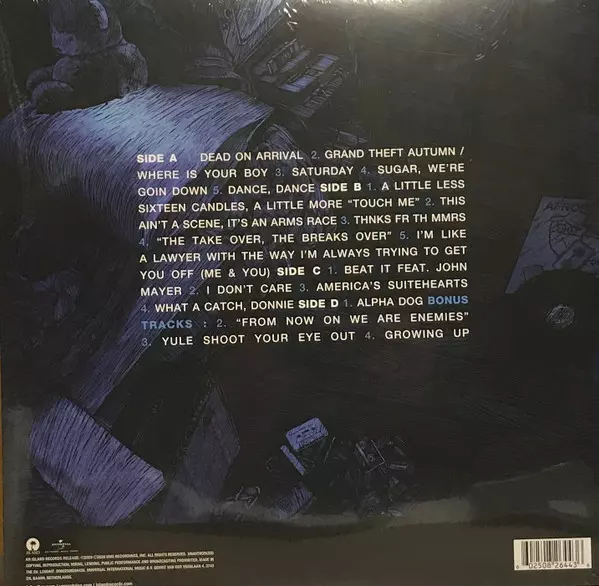 SIDE A DEAD ON ARRIVAL 2. GRAND THEFT AUTUMN /
WHERE IS YOUR BOY 3. SATURDAY 4. SUGAR, WE'RE
GOIN DOWN 5. DANCE, DANCE SIDE B 1. A LITTLE LESS
SIXTEEN CANDLES, A LITTLE MORE "TOUCH ME" 2. THIS
AIN'T A SCENE, IT'S AN ARMS RACE 3. THNKS FR TH MMRS
4. "THE TAKE OVER, THE BREAKS OVER" 5. I'M LIKE
A LAWYER WITH THE WAY I'M ALWAYS TRYING TO GET
YOU OFF (ME & YOU) SIDE C 1. BEAT IT FEAT. JOHN
MAYER 2. I DON'T CARE 3. AMERICA'S SUITEHEARTS
4. WHAT A CATCH, DONNIE SIDE D 1. ALPHA DOG BONUS
TRACKS : 2. "FROM NOW ON WE ARE ENEMIES"
3. YULE SHOOT YOUR EYE OUT 4. GROWING UP
6 02508 26443